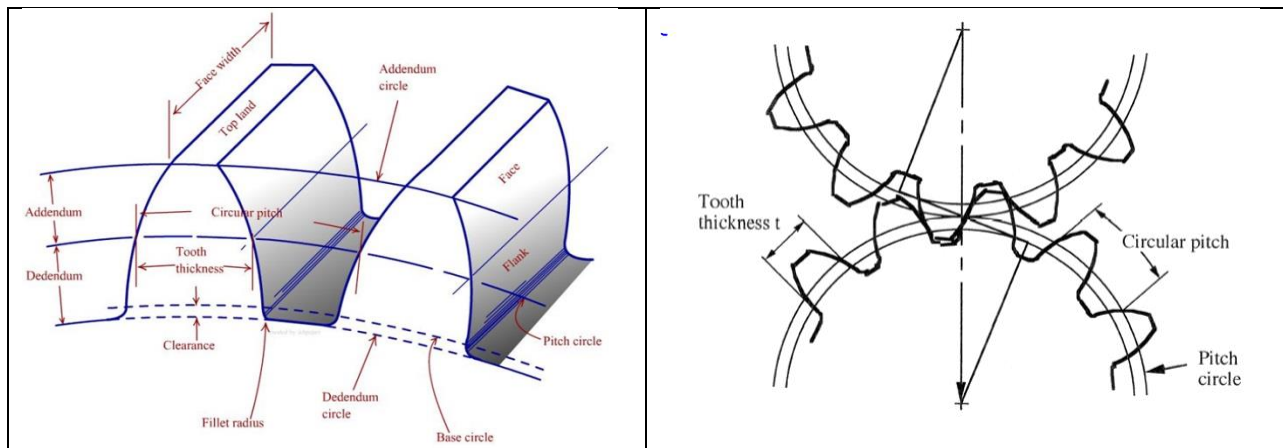 Face width
Top land
Addendum
circle
Face
Addendum
Circular pitch
Dedendum
Tooth
thickness
Flank
Clearance
Pitch circle
Fillet radius
Dedendum
circle
Base circle
Tooth
thickness t
Circular pitch
Pitch
circle